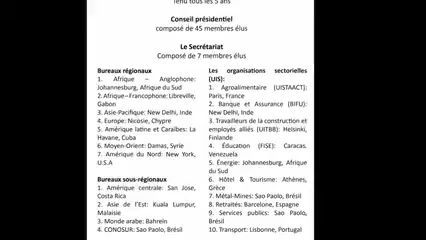 Tenu tous les 5 ans
Conseil présidentiel
composé de 45 membres élus
Le Secrétariat
Composé de 7 membres élus
Bureaux régionaux
1. Afrique – Anglophone:
Johannesburg, Afrique du Sud
2. Afrique–Francophone: Libreville,
Gabon
3. Asie-Pacifique: New Delhi, Inde
4. Europe: Nicosie, Chypre
5. Amérique latine et Caraïbes: La
Havane, Cuba
6. Moyen Orient: Damas, Syrie
7. Amérique du Nord: New York,
U.S.A
Bureaux sous-régionaux
1. Amérique centrale: San Jose,
Costa Rica
2. Asie de l'Est: Kuala Lumpur,
Malaisie
3. Monde arabe: Bahreïn
4. CONOSUR: Sao Paolo, Brésil
Les organisations sectorielles
(UIS):
1. Agroalimentaire (UISTAACT):
Paris, France
2. Banque et Assurance (BIFU):
New Delhi, Inde
3. Travailleurs de la construction et
employés alliés (UITBB): Helsinki,
Finlande
4. Éducation (FISE): Caracas.
Venezuela
5. Énergie: Johannesburg, Afrique
du Sud
6. Hôtel & Tourisme: Athènes,
Grèce
7. Métal-Mines: Sao Paolo, Brésil
8. Retraités: Barcelone, Espagne
9. Services publics: Sao Paolo,
Brésil
10. Transport: Lisbonne, Portugal